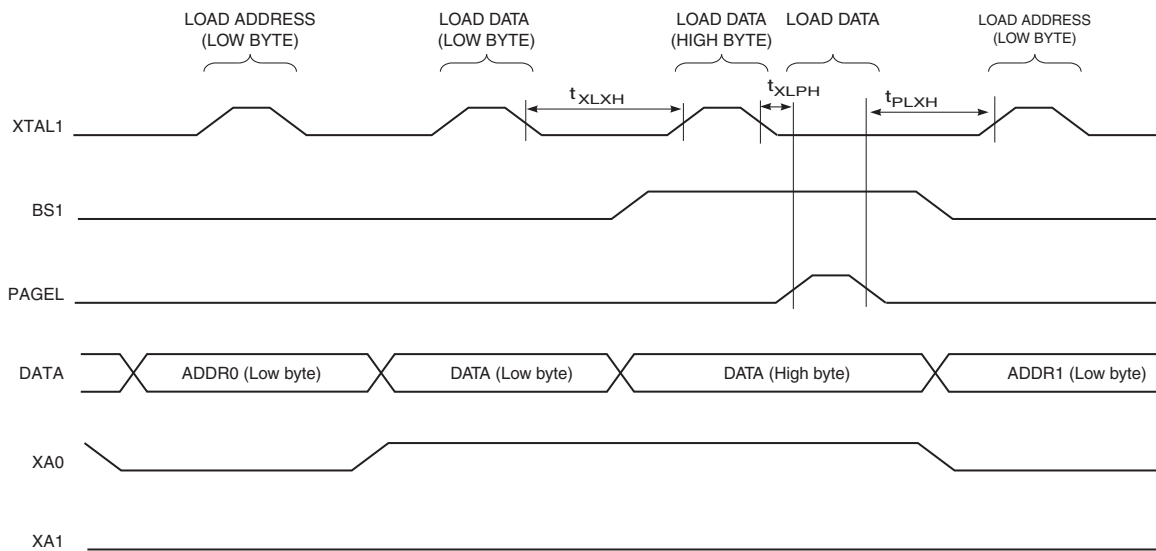 LOAD ADDRESS
(LOW BYTE)
LOAD DATA
(LOW BYTE)
LOAD DATA
(HIGH BYTE)
LOAD DATA
LOAD ADDRESS
(LOW BYTE)
tXLXH
tXLPH
tPLXH
XTAL1
BS1
PAGEL
DATA
ADDR0 (Low byte)
DATA (Low byte)
DATA (High byte)
ADDR1 (Low byte)
XA0
XA1